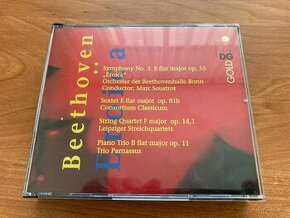 Beethoven
Eroica
Symphony No. 3 E flat major op. 55
„Eroica"
Orchester der Beethovenhalle Bonn
Conductor: Marc Soustrot
Sextet E flat major op. 81b
Consortium Classicum
String Quartet F major op. 14,1
Leipziger Streichquartett
Piano Trio B flat major op. 11
Trio Parnassus
GOLD